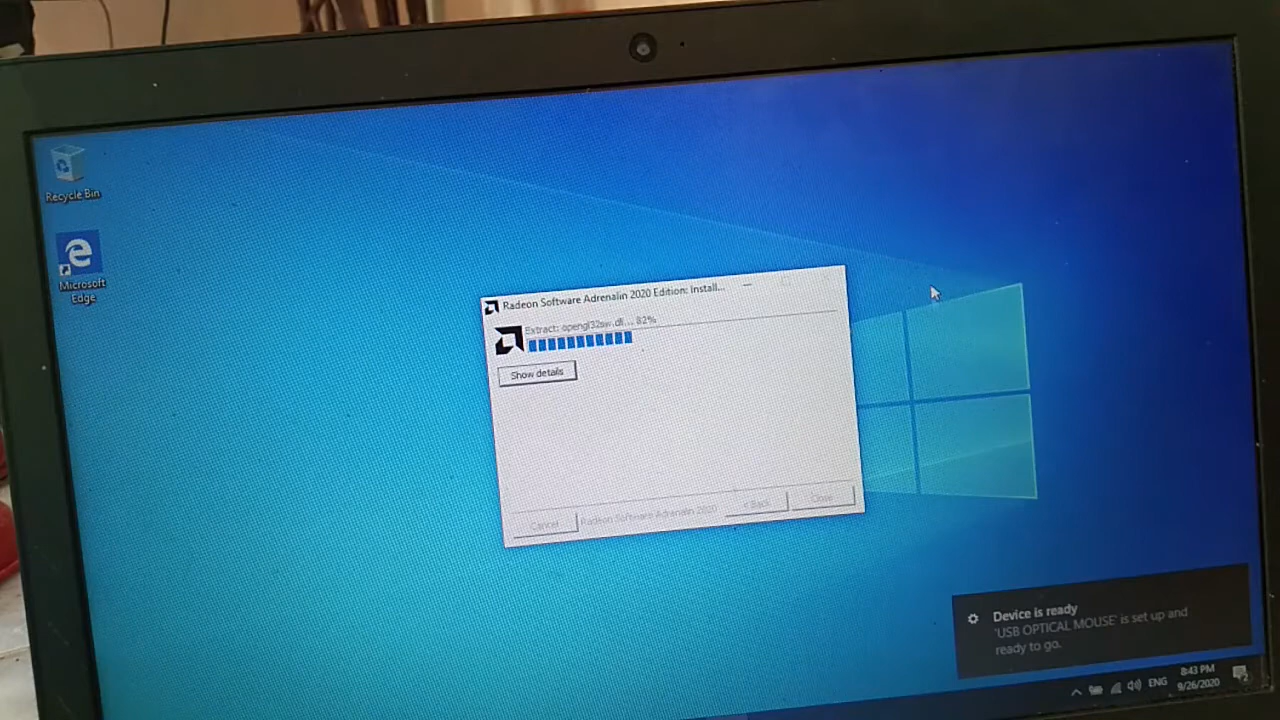 Recycle Bin
Microsoft
Edge
Radeon Software Adrenalin 2020 Edition: Install...
Extract: opengl32sw.dll... 82%
Show details
Cancel
Radeon Software Adrenalin 2020
< Back
Close
Device is ready
'USB OPTICAL MOUSE' is set up and
ready to go.
ENG
8:43 PM
9/26/2020